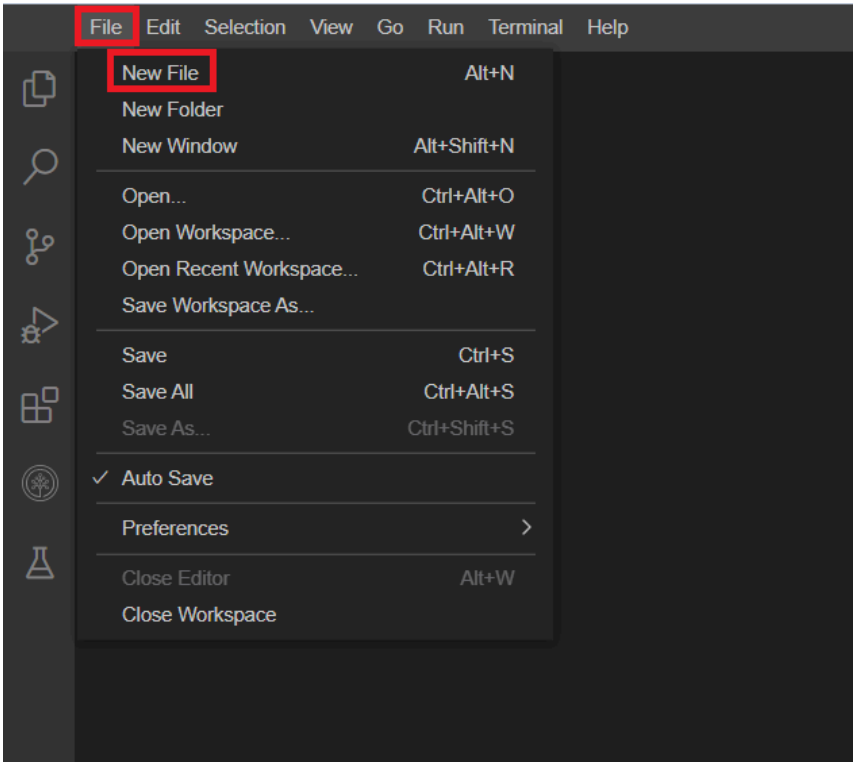 File Edit Selection View Go Run Terminal Help
New File Alt+N
New Folder
New Window Alt+Shift+N
Open... Ctrl+Alt+O
Open Workspace... Ctrl+Alt+W
Open Recent Workspace... Ctrl+Alt+R
Save Workspace As...
Save Ctrl+S
Save All Ctrl+Alt+S
Save As... Ctrl+Shift+S
Auto Save
Preferences
Close Editor Alt+W
Close Workspace